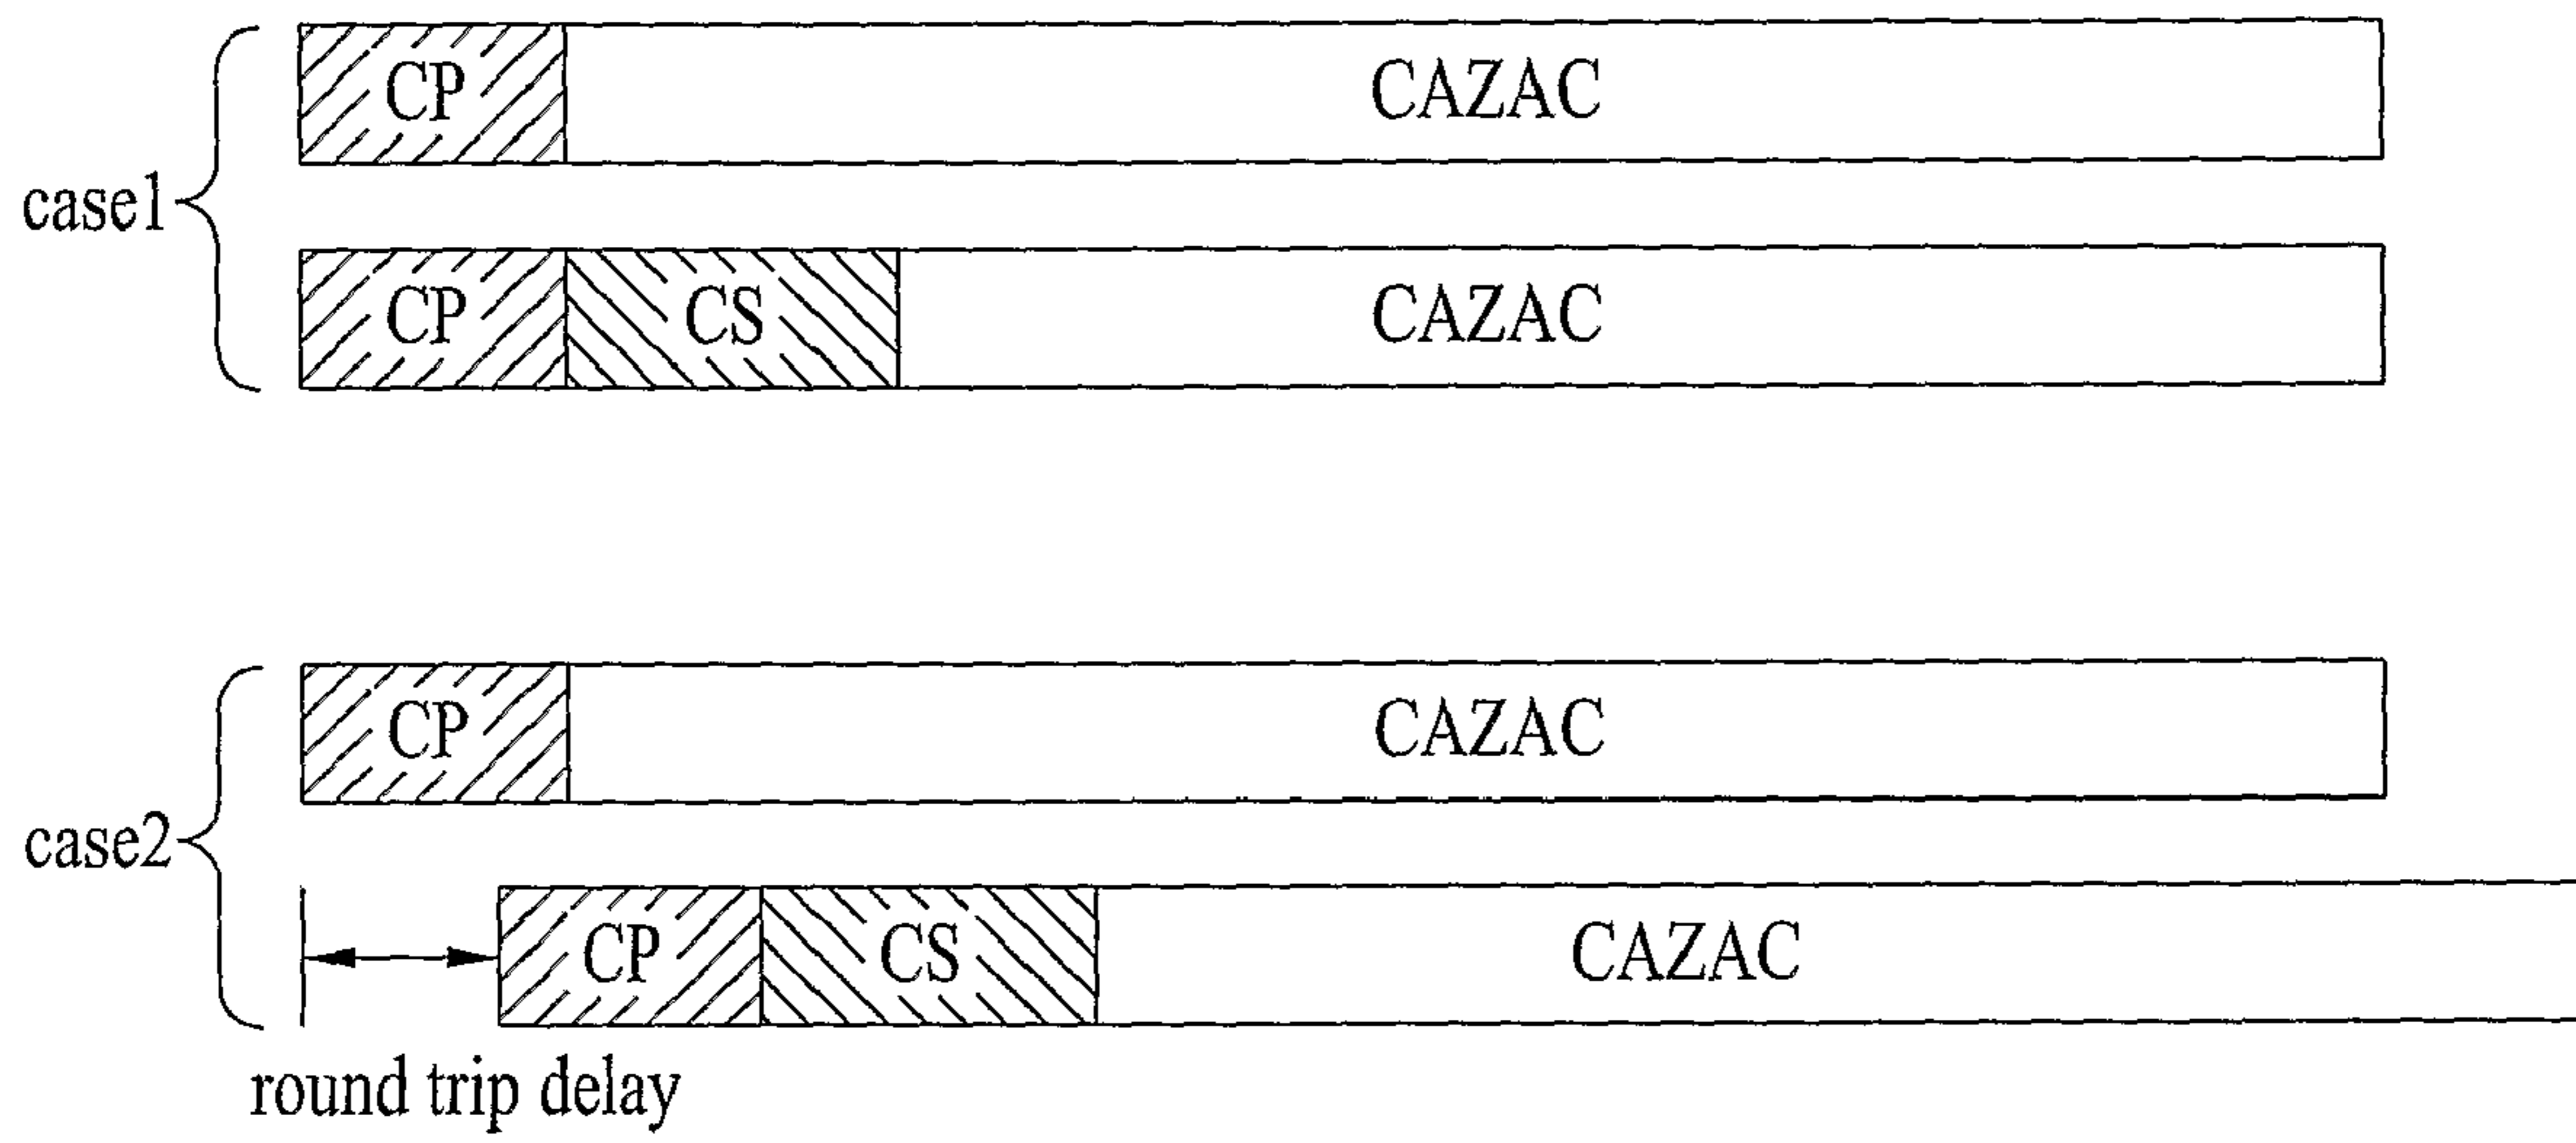 CP CAZAC
case1
CP CS CAZAC
CP CAZAC
case2
CP CS CAZAC
round trip delay